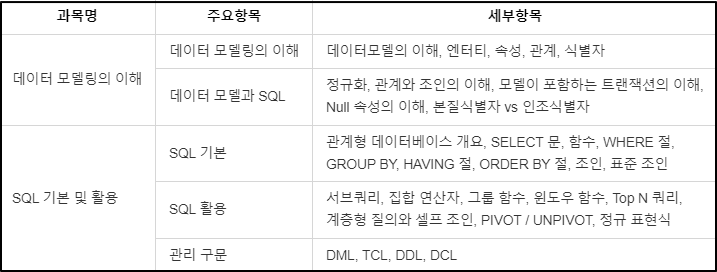 과목명 주요항목 세부항목
데이터 모델링의 이해
데이터 모델링의 이해 데이터모델의 이해, 엔터티, 속성, 관계, 식별자
데이터 모델과 SQL
정규화, 관계와 조인의 이해, 모델이 포함하는 트랜잭션의 이해,
Null 속성의 이해, 본질식별자 vs 인조식별자
SQL 기본 및 활용
SQL 기본
관계형 데이터베이스 개요, SELECT 문, 함수, WHERE 절,
GROUP BY, HAVING 절, ORDER BY 절, 조인, 표준 조인
SQL 활용
서브쿼리, 집합 연산자, 그룹 함수, 윈도우 함수, Top N 쿼리,
계층형 질의와 셀프 조인, PIVOT / UNPIVOT, 정규 표현식
관리 구문 DML, TCL, DDL, DCL